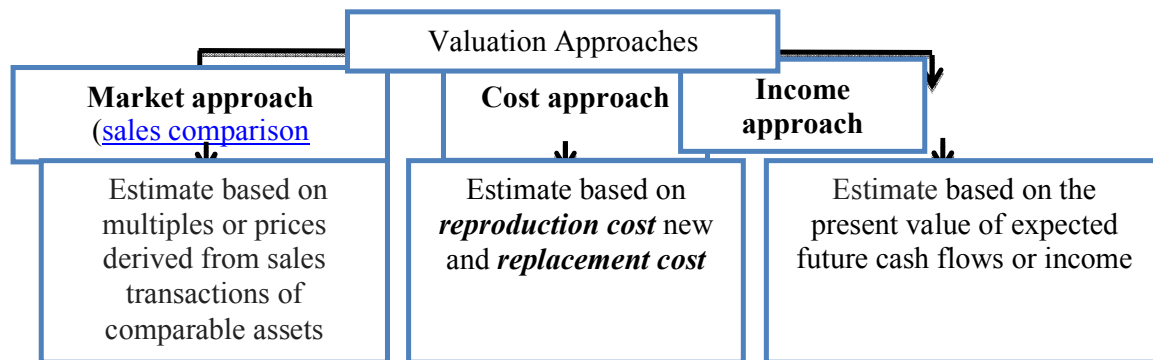 Valuation Approaches
Market approach
(sales comparison
Cost approach
Income
approach
Estimate based on
multiples or prices
derived from sales
transactions of
comparable assets
Estimate based on
reproduction cost new
and replacement cost
Estimate based on the
present value of expected
future cash flows or income